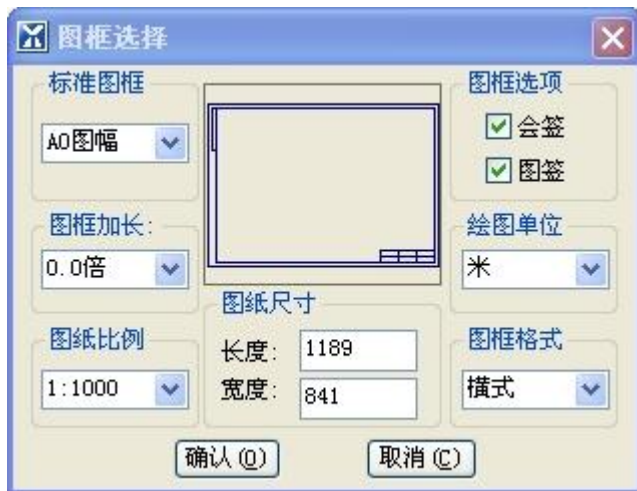 图框选择
标准图框
A0图幅
图框加长:
0.0倍
图纸比例
1:1000
图纸尺寸
长度: 1189
宽度: 841
图框选项
会签
图签
绘图单位
米
图框格式
横式
确认(O) 取消(C)